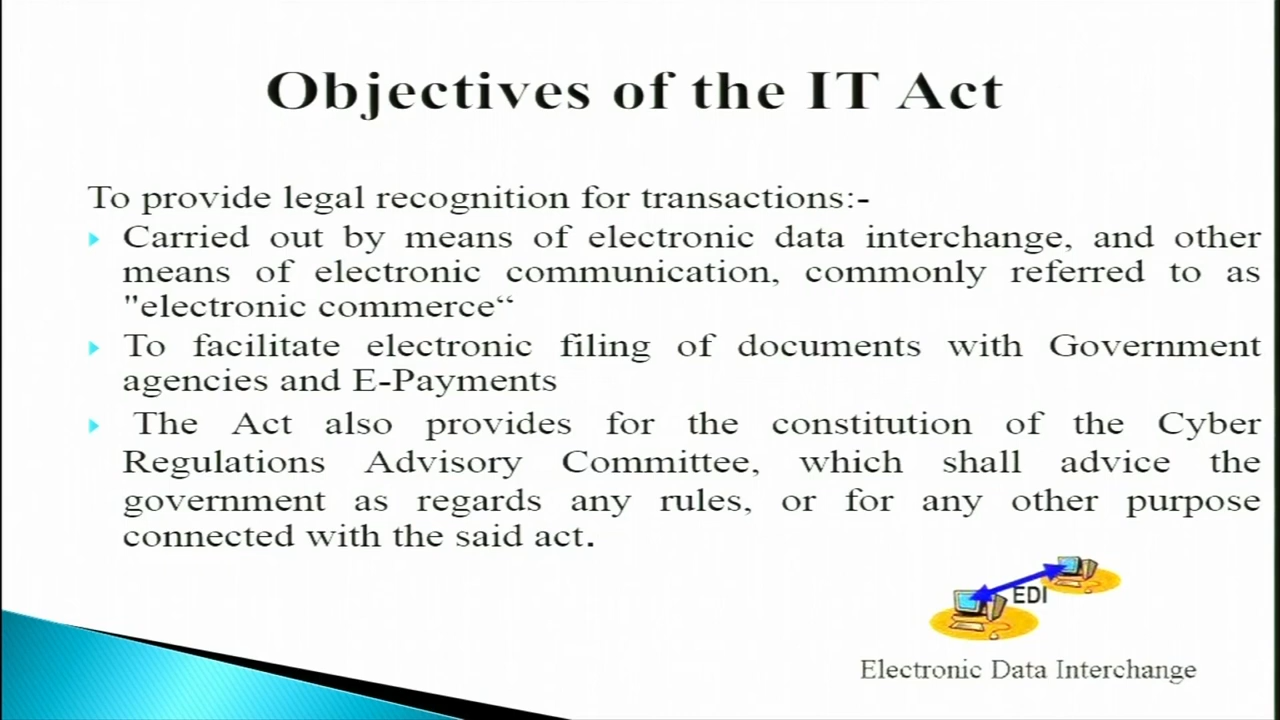 Objectives of the IT Act
To provide legal recognition for transactions:-
Carried out by means of electronic data interchange, and other
means of electronic communication, commonly referred to as
"electronic commerce“
To facilitate electronic filing of documents with Government
agencies and E-Payments
The Act also provides for the constitution of the Cyber
Regulations Advisory Committee, which shall advice the
government as regards any rules, or for any other purpose
connected with the said act.
EDI
Electronic Data Interchange